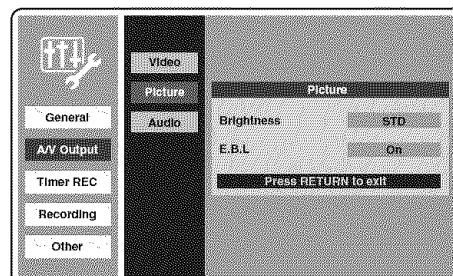 General
A/V Output
Timer REC
Recording
Other
Video
Picture
Audio
Picture
Brightness STD
E.B.L On
Press RETURN to exit